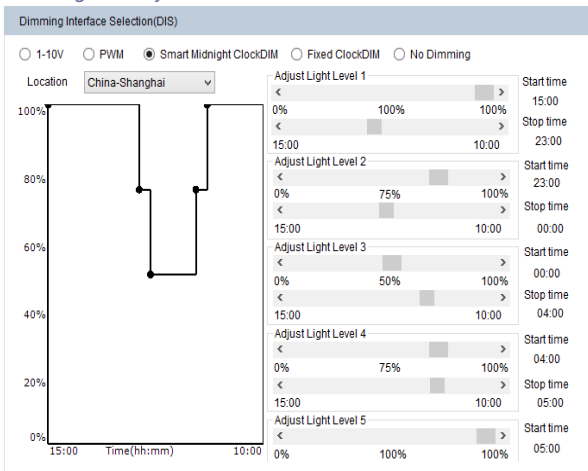 Dimming Interface Selection(DIS)
1-10V PWM Smart Midnight ClockDIM Fixed ClockDIM No Dimming
Location China-Shanghai
100%
80%
60%
40%
20%
0%
15:00 Time(hh:mm) 10:00
Adjust Light Level 1
0% 100% 100%
15:00 10:00
Start time
15:00
Stop time
23:00
Adjust Light Level 2
0% 75% 100%
15:00 10:00
Start time
23:00
Stop time
00:00
Adjust Light Level 3
0% 50% 100%
15:00 10:00
Start time
00:00
Stop time
04:00
Adjust Light Level 4
0% 75% 100%
15:00 10:00
Start time
04:00
Stop time
05:00
Adjust Light Level 5
0% 100% 100%
Start time
05:00